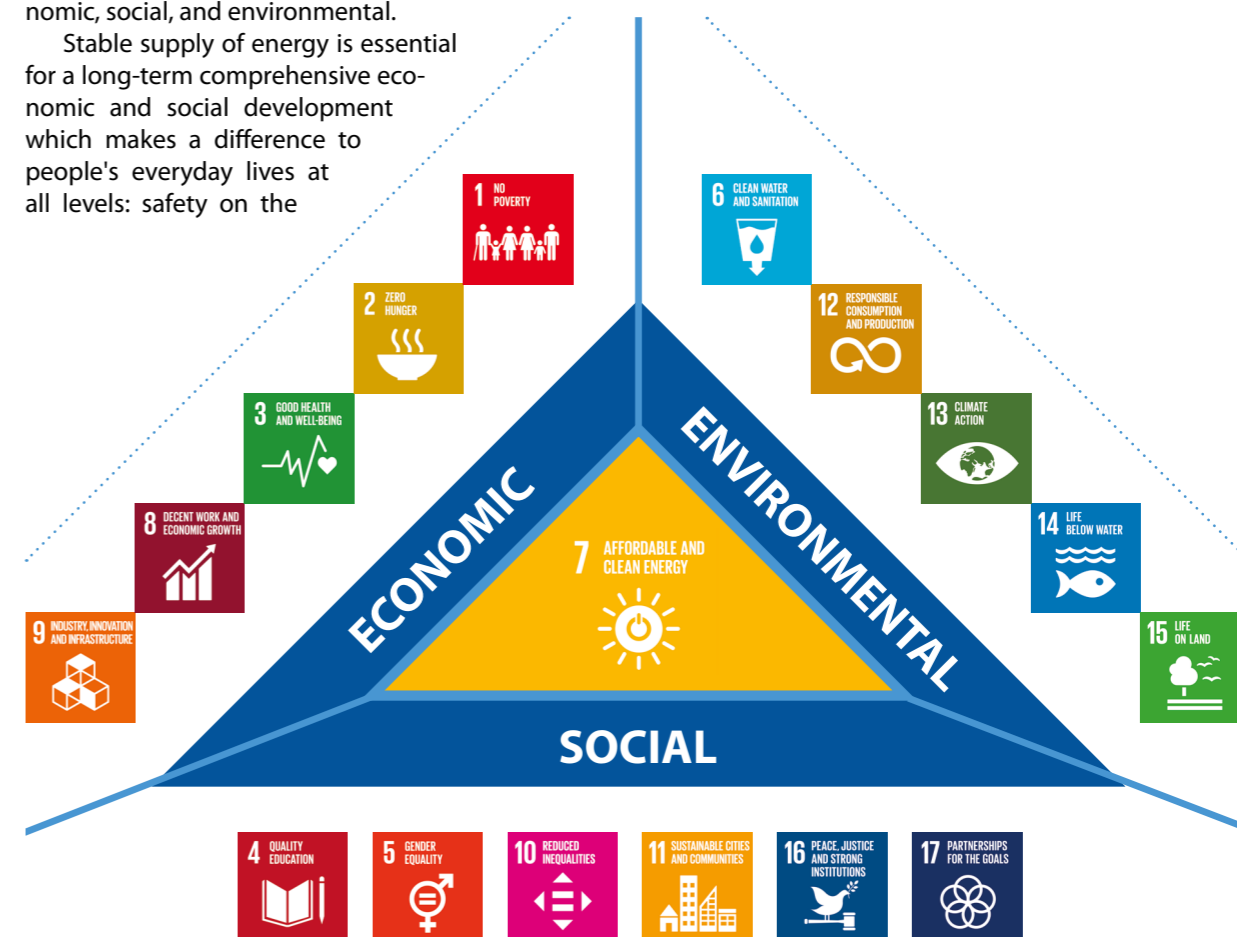 nomic, social, and environmental.
Stable supply of energy is essential
for a long-term comprehensive eco-
nomic and social development
which makes a difference to
people's everyday lives at
all levels: safety on the
1 NO
POVERTY
2 ZERO
HUNGER
3 GOOD HEALTH
AND WELL-BEING
8 DECENT WORK AND
ECONOMIC GROWTH
9 INDUSTRY, INNOVATION
AND INFRASTRUCTURE
6 CLEAN WATER
AND SANITATION
12 RESPONSIBLE
CONSUMPTION
AND PRODUCTION
13 CLIMATE
ACTION
14 LIFE
BELOW WATER
15 LIFE
ON LAND
ECONOMIC
ENVIRONMENTAL
7 AFFORDABLE AND
CLEAN ENERGY
SOCIAL
4 QUALITY
EDUCATION
5 GENDER
EQUALITY
10 REDUCED
INEQUALITIES
11 SUSTAINABLE CITIES
AND COMMUNITIES
16 PEACE, JUSTICE
AND STRONG
INSTITUTIONS
17 PARTNERSHIPS
FOR THE GOALS